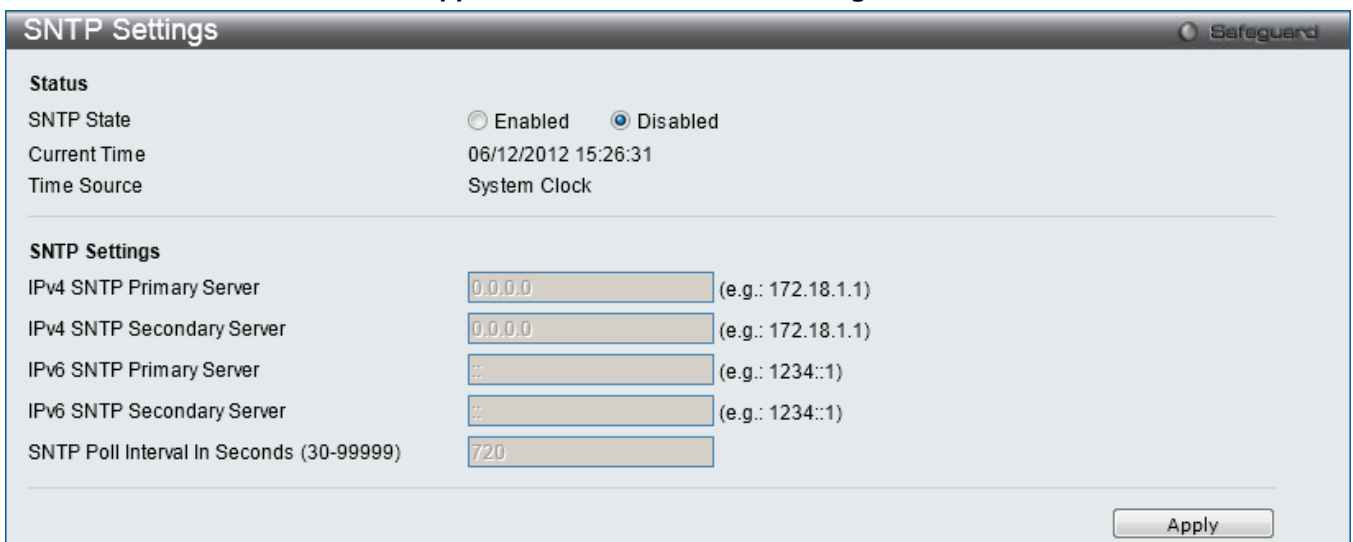 SNTP Settings
Safeguard
Status
SNTP State Enabled Disabled
Current Time 06/12/2012 15:26:31
Time Source System Clock
SNTP Settings
IPv4 SNTP Primary Server 0.0.0.0 (e.g.: 172.18.1.1)
IPv4 SNTP Secondary Server 0.0.0.0 (e.g.: 172.18.1.1)
IPv6 SNTP Primary Server :: (e.g.: 1234::1)
IPv6 SNTP Secondary Server :: (e.g.: 1234::1)
SNTP Poll Interval In Seconds (30-99999) 720
Apply